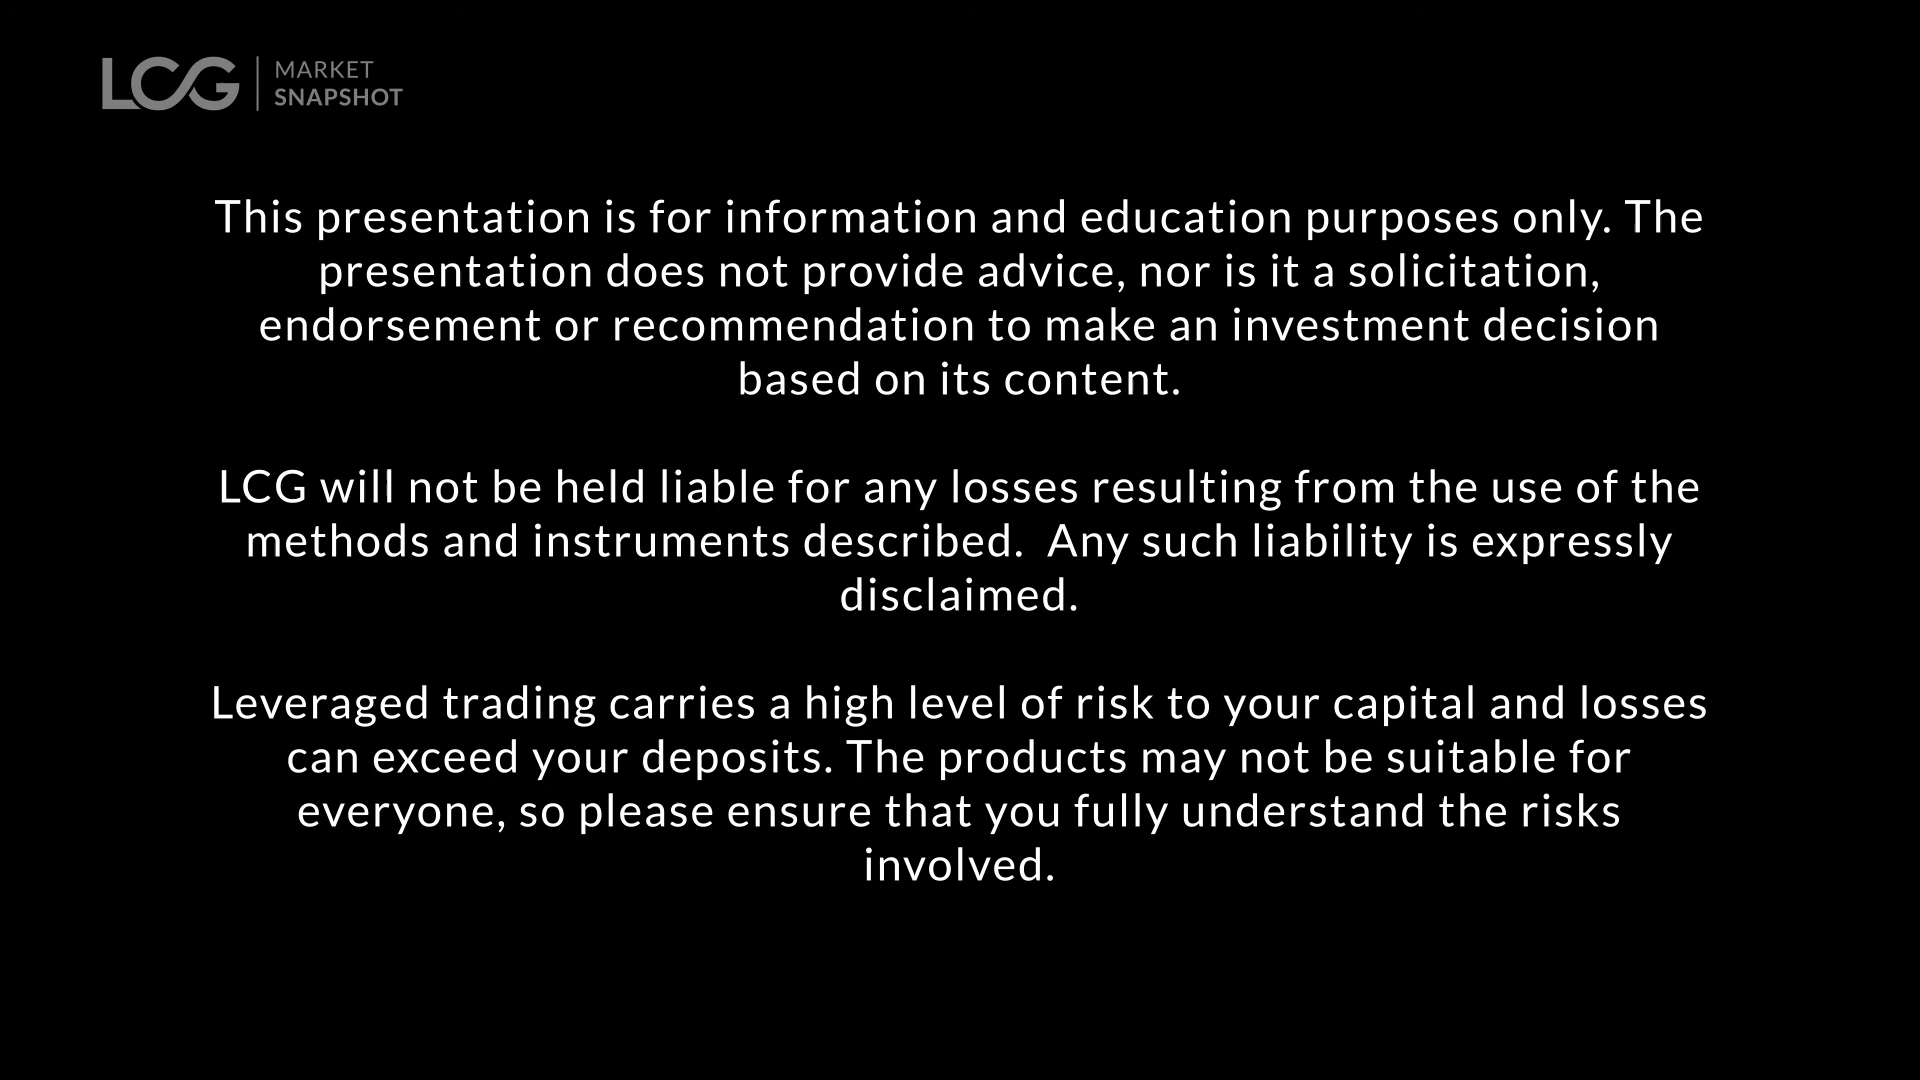 LCG
MARKET
SNAPSHOT
This presentation is for information and education purposes only. The
presentation does not provide advice, nor is it a solicitation,
endorsement or recommendation to make an investment decision
based on its content.
LCG will not be held liable for any losses resulting from the use of the
methods and instruments described.  Any such liability is expressly
disclaimed.
Leveraged trading carries a high level of risk to your capital and losses
can exceed your deposits. The products may not be suitable for
everyone, so please ensure that you fully understand the risks
involved.